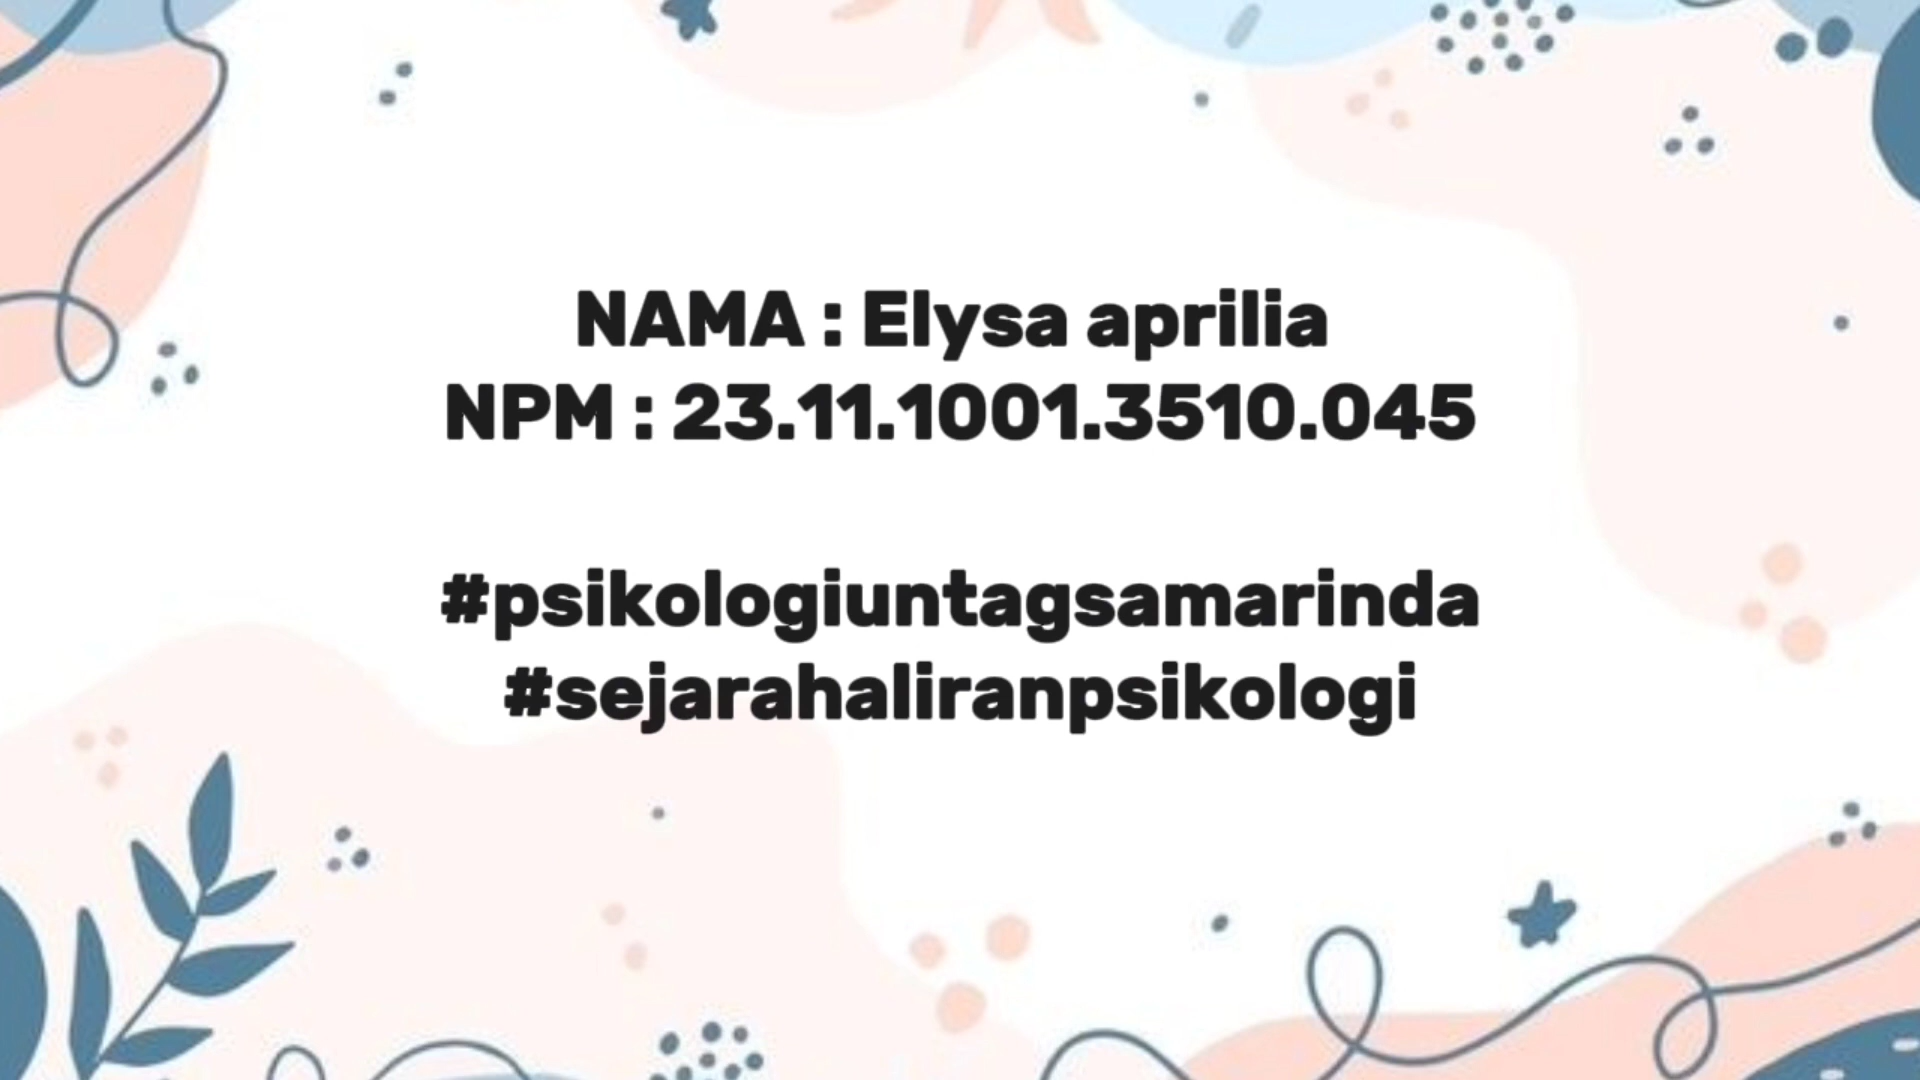 NAMA : Elysa aprilia
NPM : 23.11.1001.3510.045
#psikologiuntagsamarinda
#sejarahaliranpsikologi